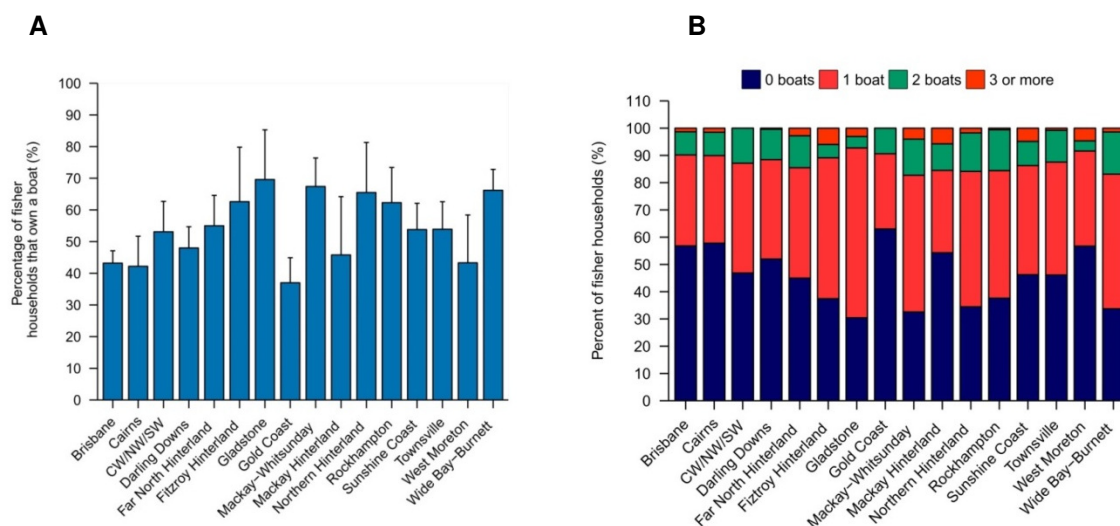 A
B
0 boats 1 boat 2 boats 3 or more
Percentage of fisher
households that own a boat (%)
100
90
80
70
60
50
40
30
20
10
0
Brisbane
Cairns
CW/NW/SW
Darling Downs
Far North Hinterland
Fitzroy Hinterland
Gladstone
Gold Coast
Mackay−Whitsunday
Mackay Hinterland
Northern Hinterland
Rockhampton
Sunshine Coast
Townsville
West Moreton
Wide Bay−Burnett
Percent of fisher households (%)
110
100
90
80
70
60
50
40
30
20
10
0
Brisbane
Cairns
CW/NW/SW
Darling Downs
Far North Hinterland
Fiztroy Hinterland
Gladstone
Gold Coast
Mackay−Whitsunday
Mackay Hinterland
Northern Hinterland
Rockhampton
Sunshine Coast
Townsville
West Moreton
Wide Bay−Burnett